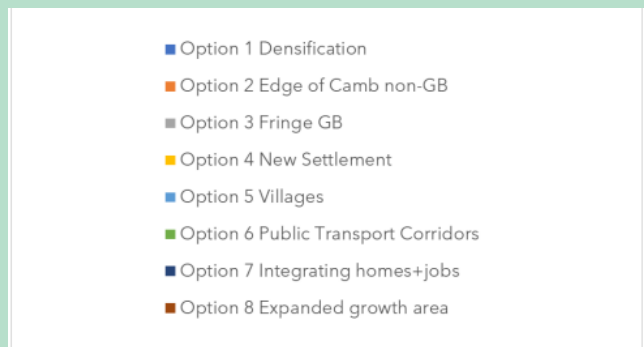 Option 1 Densification
Option 2 Edge of Camb non-GB
Option 3 Fringe GB
Option 4 New Settlement
Option 5 Villages
Option 6 Public Transport Corridors
Option 7 Integrating homes+jobs
Option 8 Expanded growth area